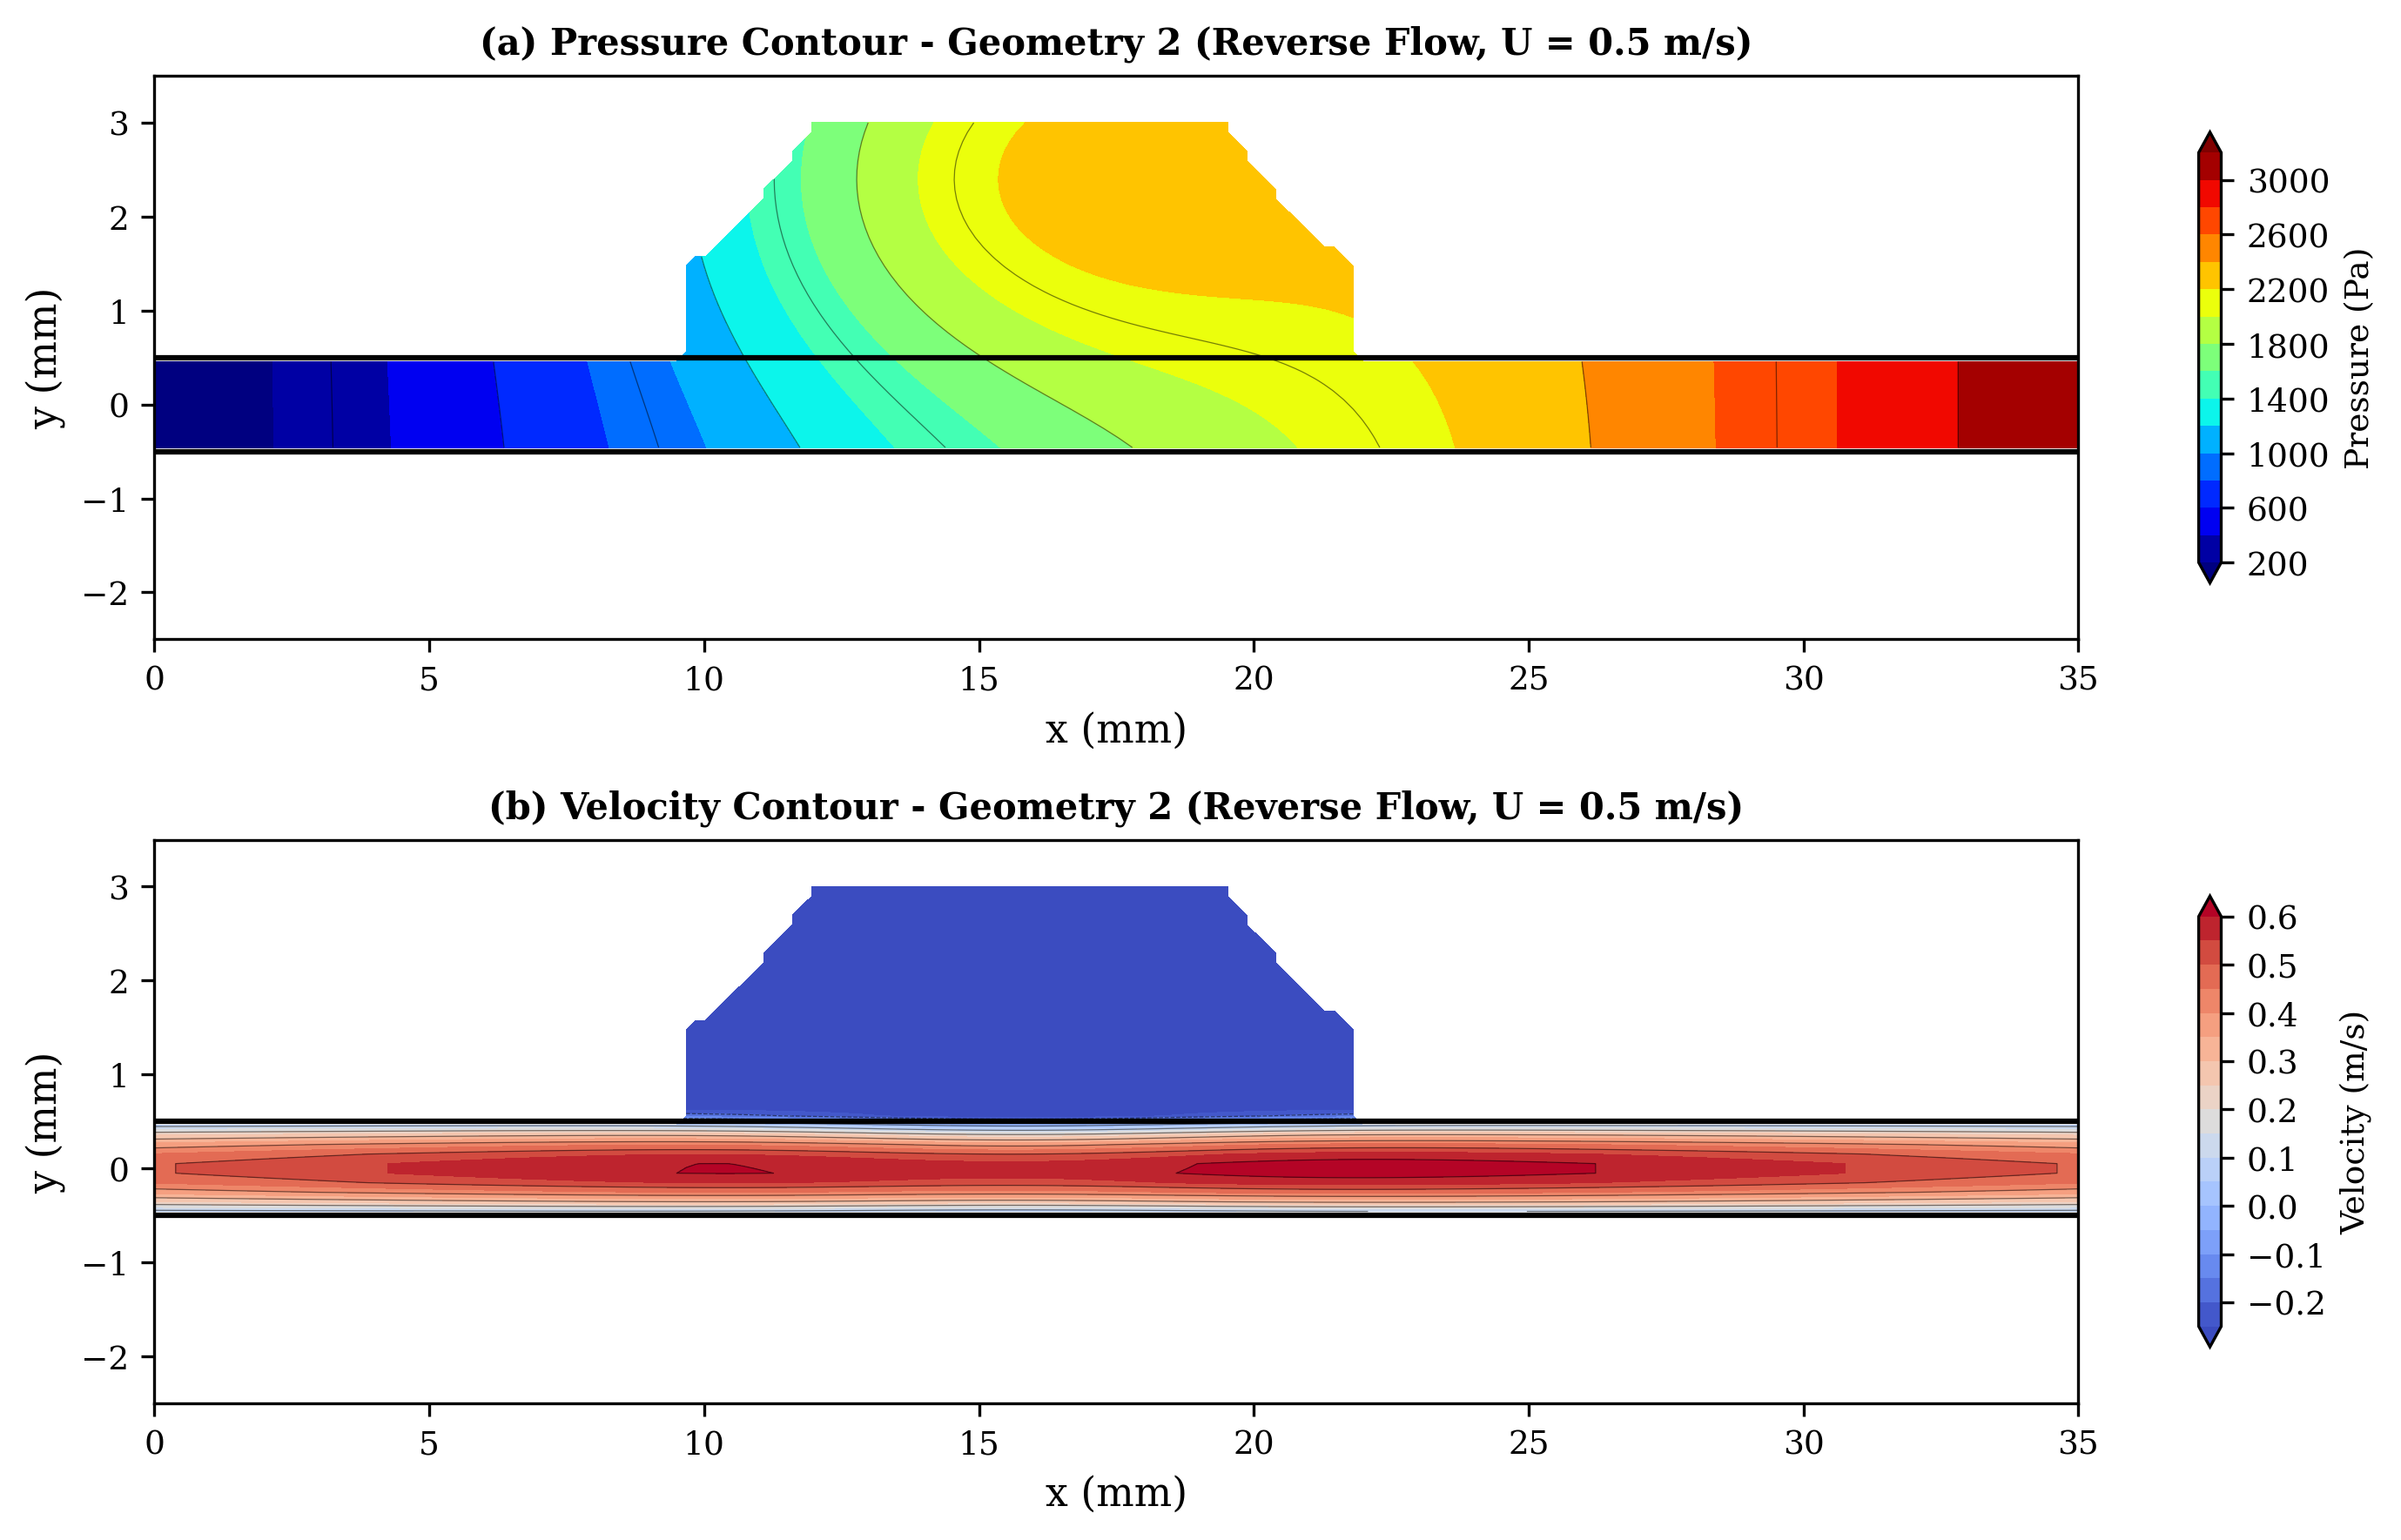 (a) Pressure Contour - Geometry 2 (Reverse Flow, U = 0.5 m/s)
3
2
1
0
−1
−2
y (mm)
0 5 10 15 20 25 30 35
x (mm)
3000
2600
2200
1800
1400
1000
600
200
Pressure (Pa)
(b) Velocity Contour - Geometry 2 (Reverse Flow, U = 0.5 m/s)
3
2
1
0
−1
−2
y (mm)
0 5 10 15 20 25 30 35
x (mm)
0.6
0.5
0.4
0.3
0.2
0.1
0.0
−0.1
−0.2
Velocity (m/s)